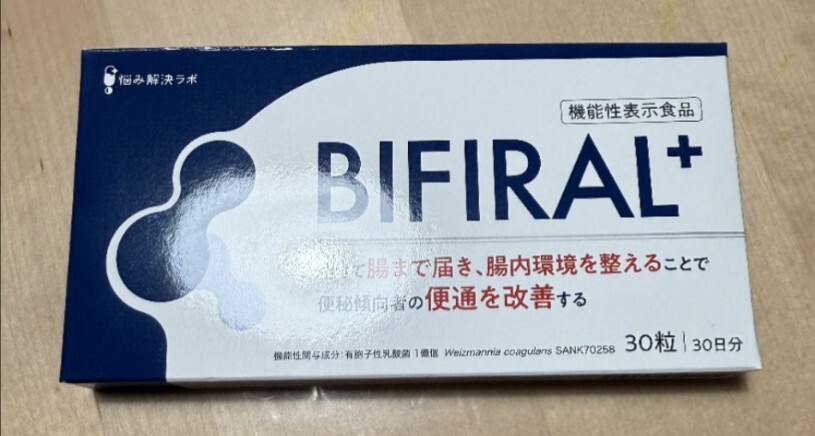 悩み解決ラボ
機能性表示食品
BIFIRAL+
て腸まで届き、腸内環境を整えることで
便秘傾向者の便通を改善する
機能性関与成分:有胞子性乳酸菌 1億個 Weizmannia coagulans SANK70258 30粒 | 30日分